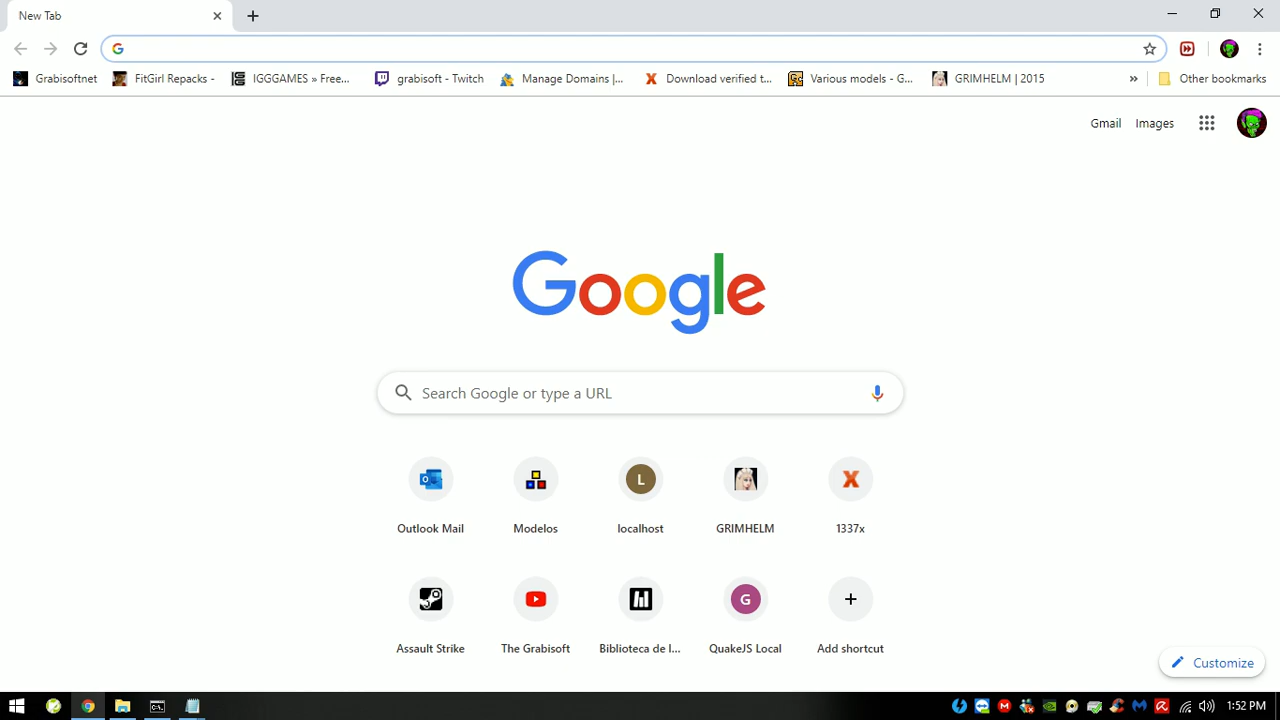 New Tab
Grabisoftnet
FitGirl Repacks -
IGGGAMES » Free...
grabisoft - Twitch
Manage Domains |...
Download verified t...
Various models - G...
GRIMHELM | 2015
»
Other bookmarks
Gmail
Images
Google
Search Google or type a URL
Outlook Mail
Modelos
L
localhost
GRIMHELM
1337x
Assault Strike
The Grabisoft
Biblioteca de l...
G
QuakeJS Local
Add shortcut
Customize
1:52 PM